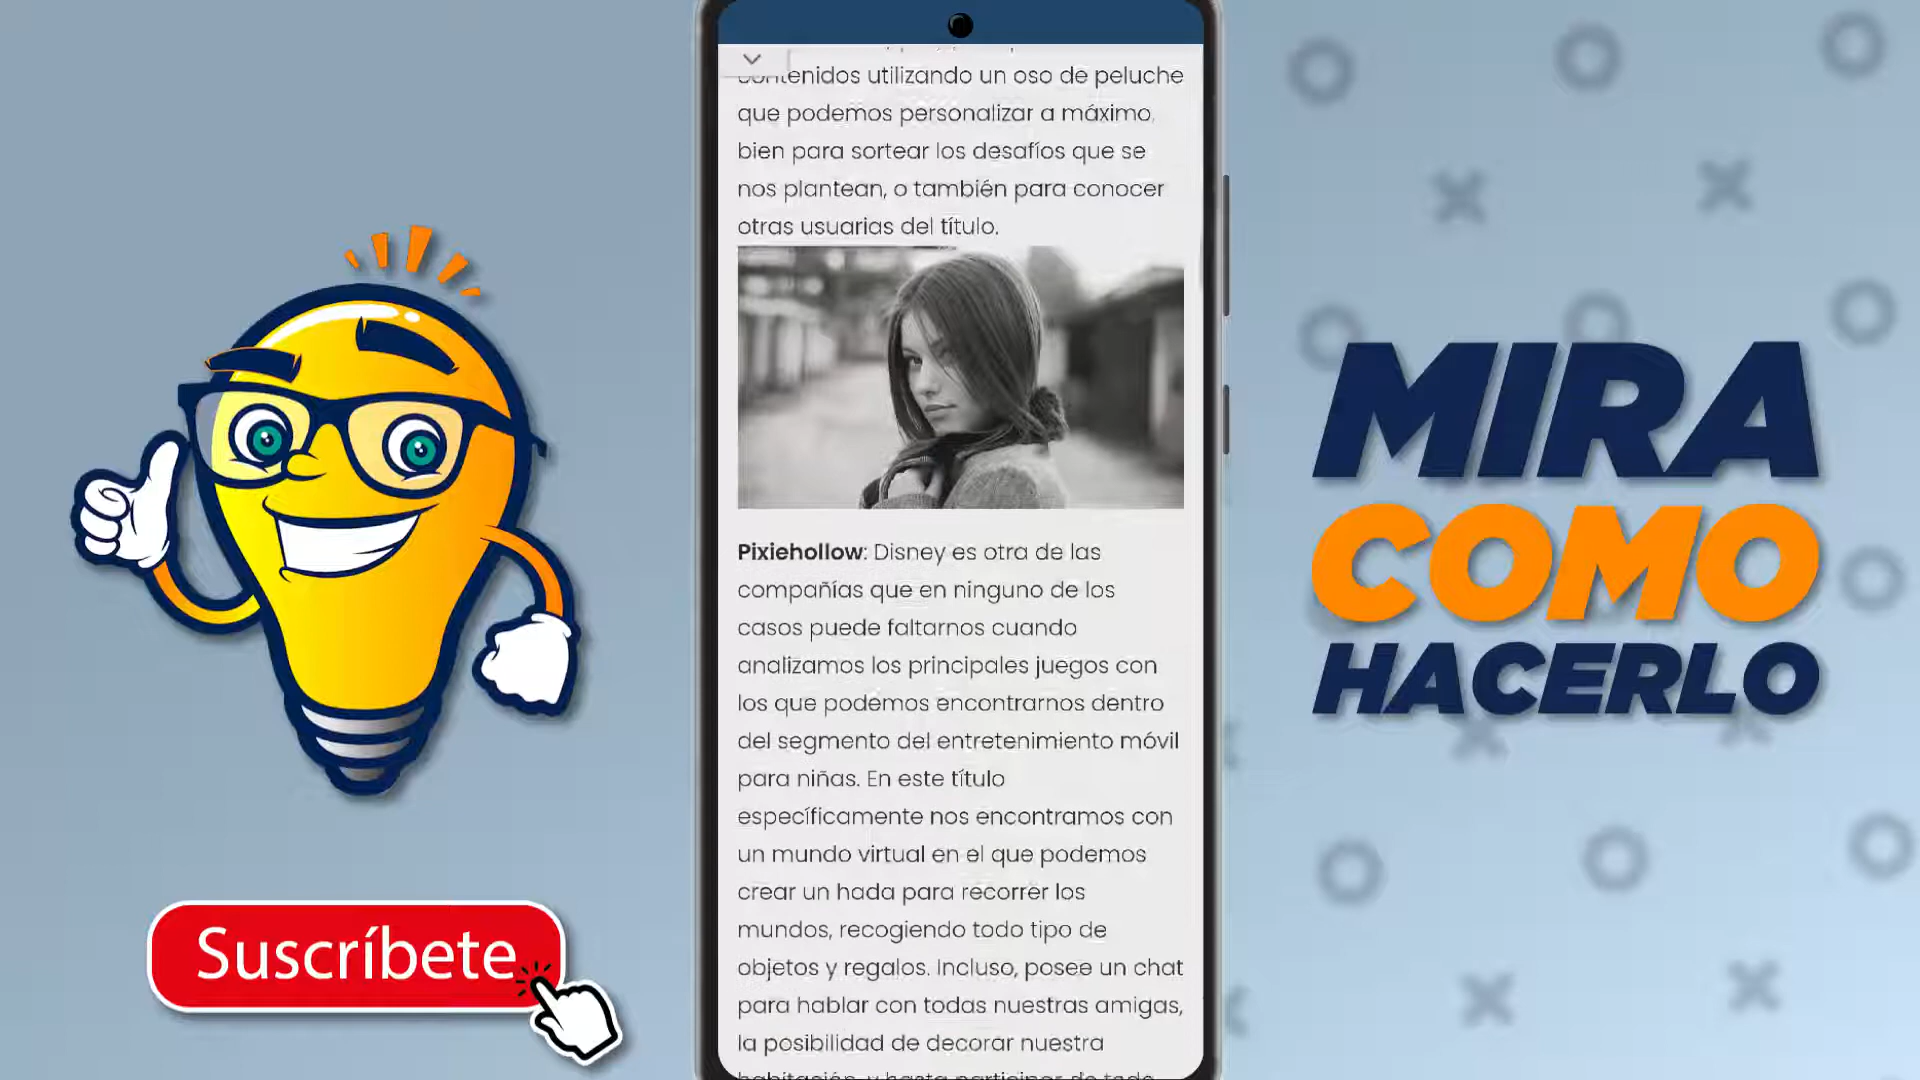 contenidos utilizando un oso de peluche
que podemos personalizar a máximo,
bien para sortear los desafíos que se
nos plantean, o también para conocer
otras usuarias del título.
Pixiehollow: Disney es otra de las
compañías que en ninguno de los
casos puede faltarnos cuando
analizamos los principales juegos con
los que podemos encontrarnos dentro
del segmento del entretenimiento móvil
para niñas. En este título
específicamente nos encontramos con
un mundo virtual en el que podemos
crear un hada para recorrer los
mundos, recogiendo todo tipo de
objetos y regalos. Incluso, posee un chat
para hablar con todas nuestras amigas,
la posibilidad de decorar nuestra
habitación, y hasta participar de todo
Suscríbete
MIRA
COMO
HACERLO